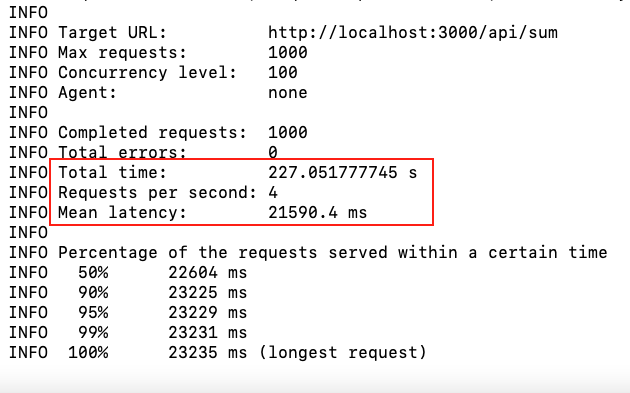 INFO
INFO Target URL: http://localhost:3000/api/sum
INFO Max requests: 1000
INFO Concurrency level: 100
INFO Agent: none
INFO
INFO Completed requests: 1000
INFO Total errors: 0
INFO Total time: 227.051777745 s
INFO Requests per second: 4
INFO Mean latency: 21590.4 ms
INFO
INFO Percentage of the requests served within a certain time
INFO 50% 22604 ms
INFO 90% 23225 ms
INFO 95% 23229 ms
INFO 99% 23231 ms
INFO 100% 23235 ms (longest request)